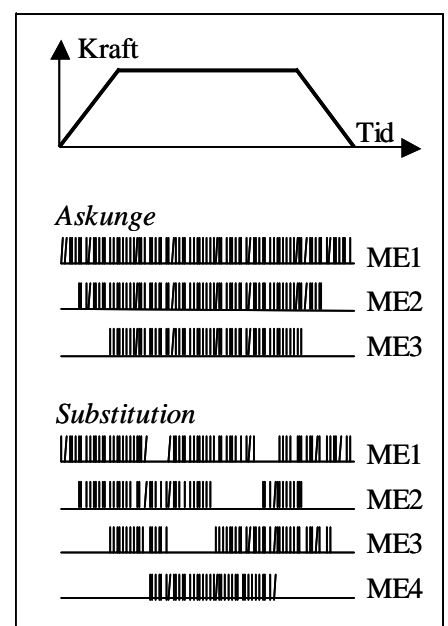 Kraft
Tid
Askunge
ME1
ME2
ME3
Substitution
ME1
ME2
ME3
ME4